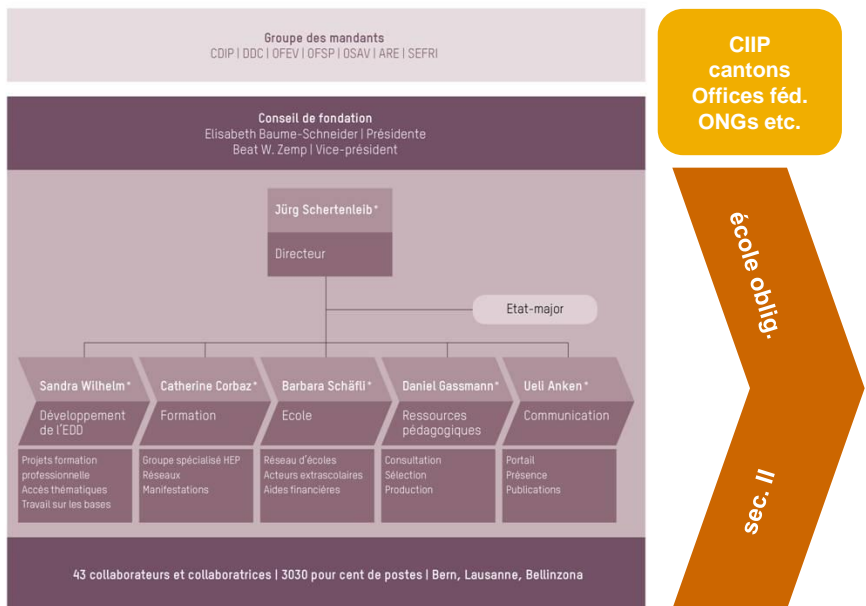 Groupe des mandants
CDIP | DDC | OFEV | OFSP | OSAV | ARE | SEFRI
CIIP
cantons
Offices féd.
ONGs etc.
Conseil de fondation
Elisabeth Baume-Schneider | Présidente
Beat W. Zemp | Vice-président
Jürg Schertenleib*
Directeur
Etat-major
Sandra Wilhelm*
Développement
de l'EDD
Projets formation
professionnelle
Accès thématiques
Travail sur les bases
Catherine Corbaz*
Formation
Groupe spécialisé HEP
Réseaux
Manifestations
Barbara Schäfli*
Ecole
Réseau d'écoles
Acteurs extrascolaires
Aides financières
Daniel Gassmann*
Ressources
pédagogiques
Consultation
Sélection
Production
Ueli Anken*
Communication
Portail
Présence
Publications
école oblig.
sec. II
43 collaborateurs et collaboratrices | 3030 pour cent de postes | Bern, Lausanne, Bellinzona